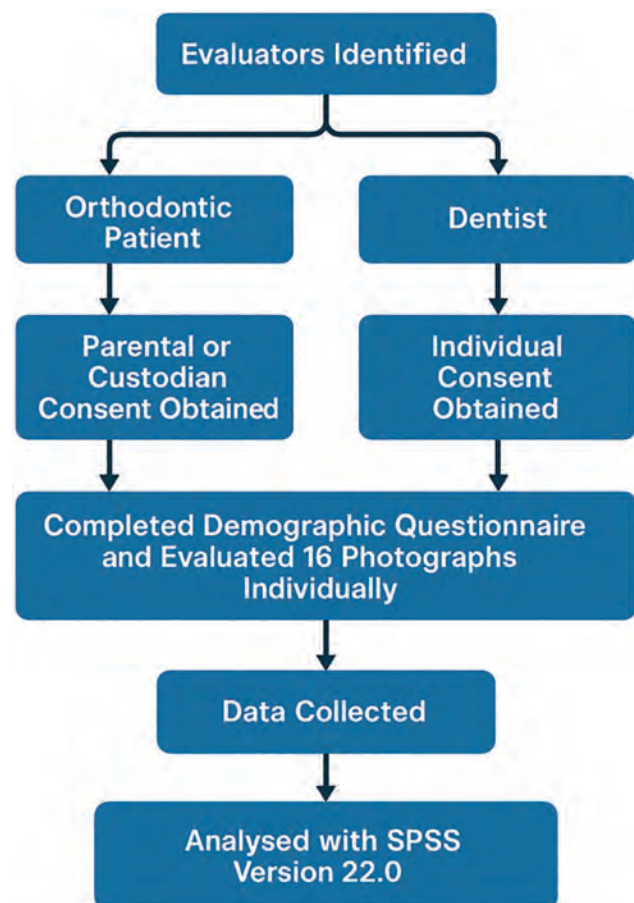 Evaluators Identified
Orthodontic
Patient
Dentist
Parental or
Custodian
Consent Obtained
Individual
Consent
Obtained
Completed Demographic Questionnaire
and Evaluated 16 Photographs
Individually
Data Collected
Analysed with SPSS
Version 22.0